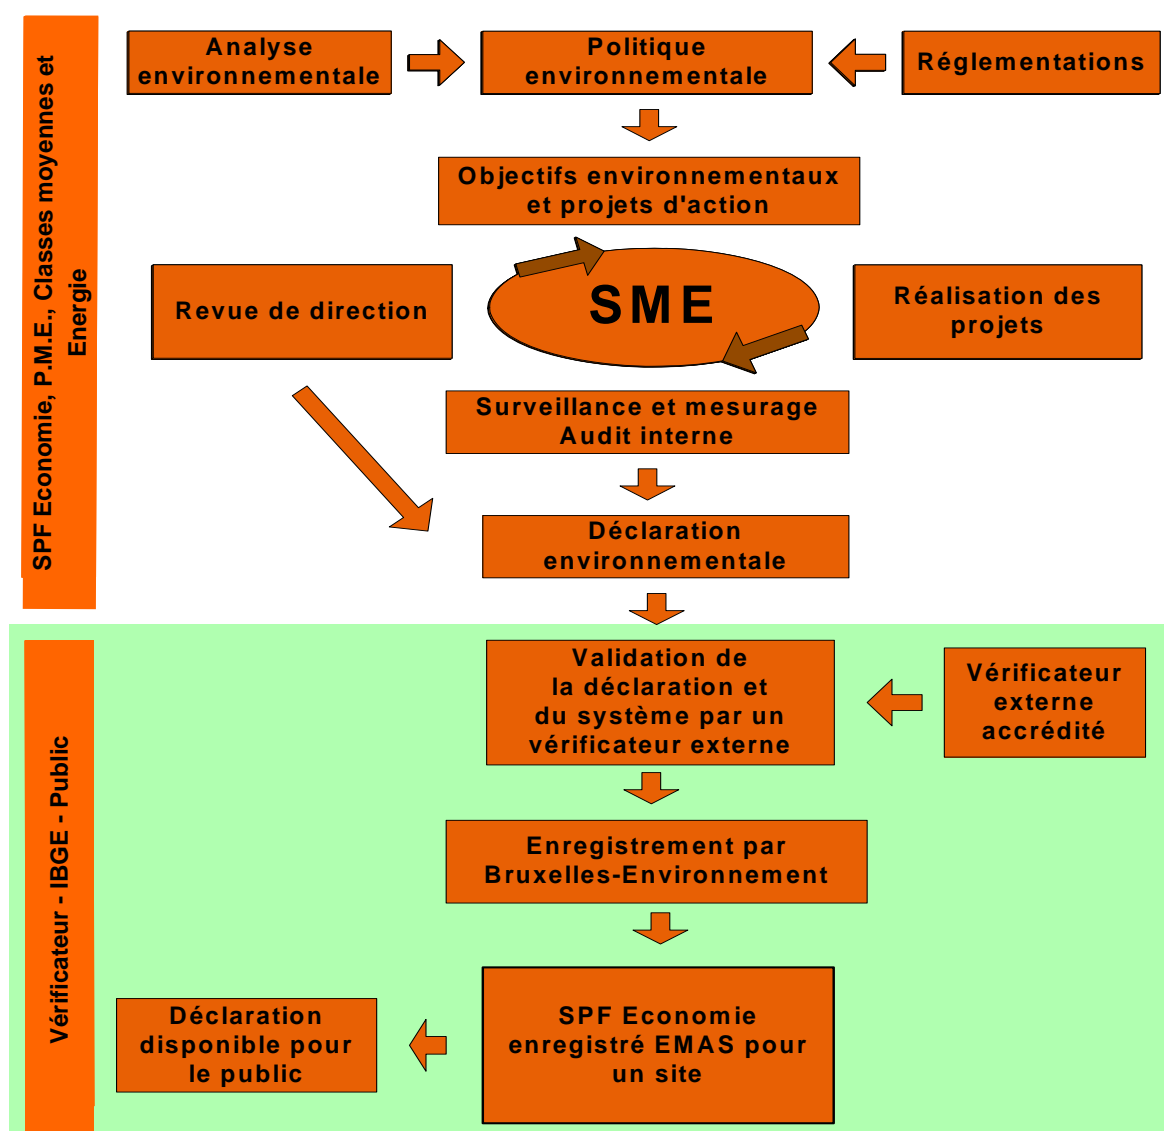 SPF Economie, P.M.E., Classes moyennes et
Energie
Analyse
environnementale
Politique
environnementale
Réglementations
Objectifs environnementaux
et projets d'action
Revue de direction
SME
Réalisation des
projets
Surveillance et mesurage
Audit interne
Déclaration
environnementale
Vérificateur - IBGE - Public
Validation de
la déclaration et
du système par un
vérificateur externe
Vérificateur
externe
accrédité
Enregistrement par
Bruxelles-Environnement
SPF Economie
enregistré EMAS pour
un site
Déclaration
disponible pour
le public